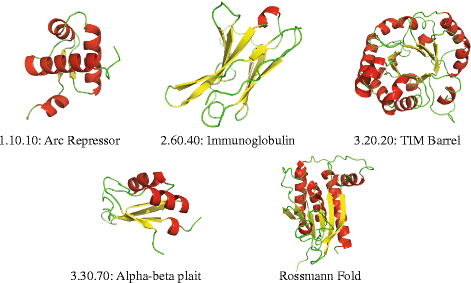 1.10.10: Arc Repressor
2.60.40: Immunoglobulin
3.20.20: TIM Barrel
3.30.70: Alpha-beta plait
Rossmann Fold